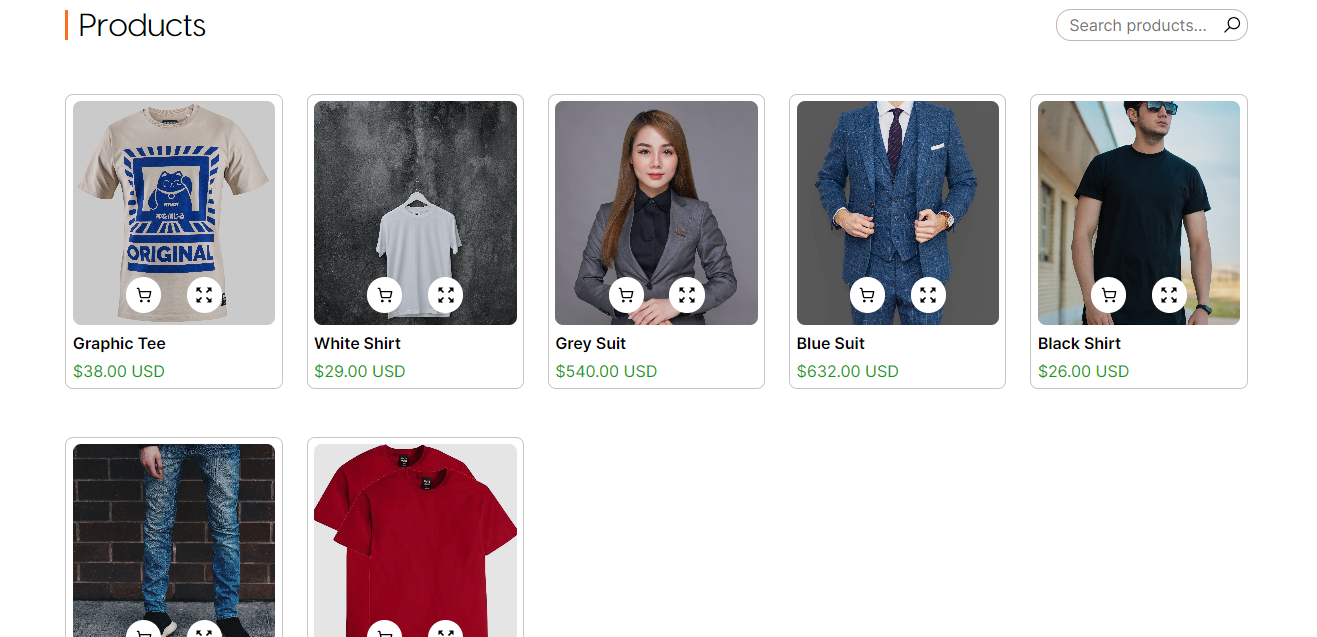 Products
Search products...
ORIGINAL
Graphic Tee
$38.00 USD
White Shirt
$29.00 USD
Grey Suit
$540.00 USD
Blue Suit
$632.00 USD
Black Shirt
$26.00 USD